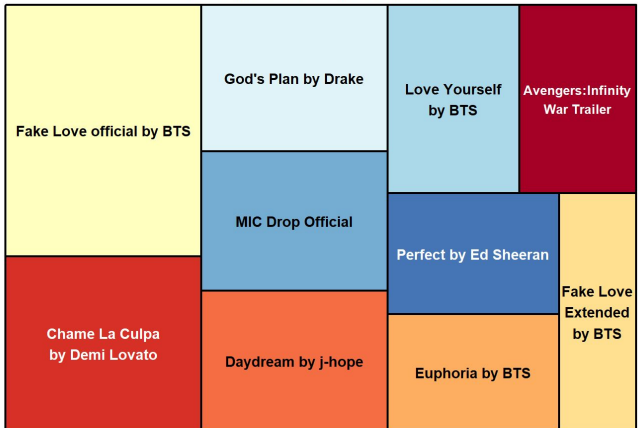 Fake Love official by BTS
God's Plan by Drake
Love Yourself
by BTS
Avengers:Infinity
War Trailer
MIC Drop Official
Perfect by Ed Sheeran
Fake Love
Extended
by BTS
Chame La Culpa
by Demi Lovato
Daydream by j-hope
Euphoria by BTS